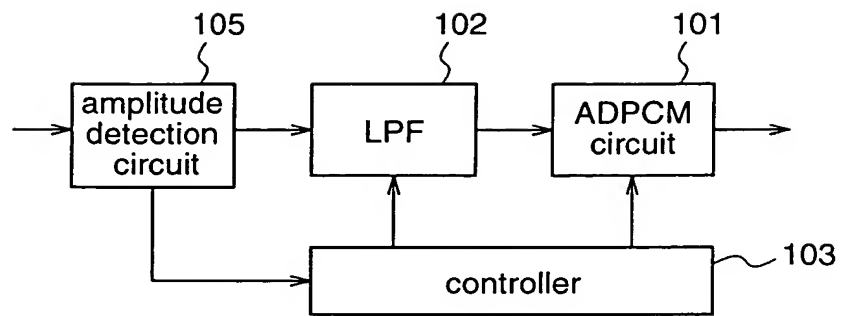 105
102
101
amplitude
detection
circuit
LPF
ADPCM
circuit
controller
103